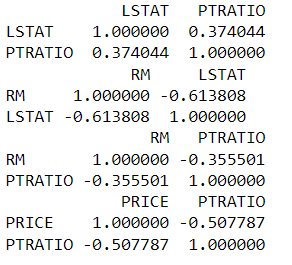 LSTAT PTRATIO
LSTAT 1.000000 0.374044
PTRATIO 0.374044 1.000000
RM LSTAT
RM 1.000000 -0.613808
LSTAT -0.613808 1.000000
RM PTRATIO
RM 1.000000 -0.355501
PTRATIO -0.355501 1.000000
PRICE PTRATIO
PRICE 1.000000 -0.507787
PTRATIO -0.507787 1.000000